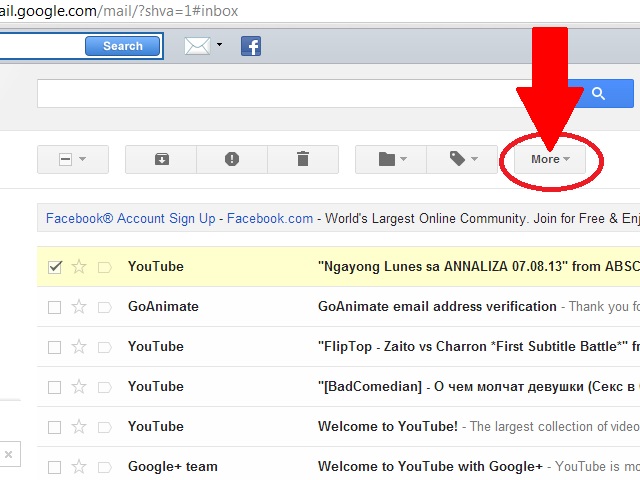 ail.google.com/mail/?shva=1#inbox
Search
More
Facebook® Account Sign Up - Facebook.com - World's Largest Online Community. Join for Free & Enj
YouTube "Ngayong Lunes sa ANNALIZA 07.08.13" from ABSC
GoAnimate GoAnimate email address verification - Thank you fo
YouTube "FlipTop - Zaito vs Charron *First Subtitle Battle*" fr
YouTube "[BadComedian] - О чем молчат девушки (Секс в
YouTube Welcome to YouTube! - The largest collection of video
Google+ team Welcome to YouTube with Google+ - YouTube is mo